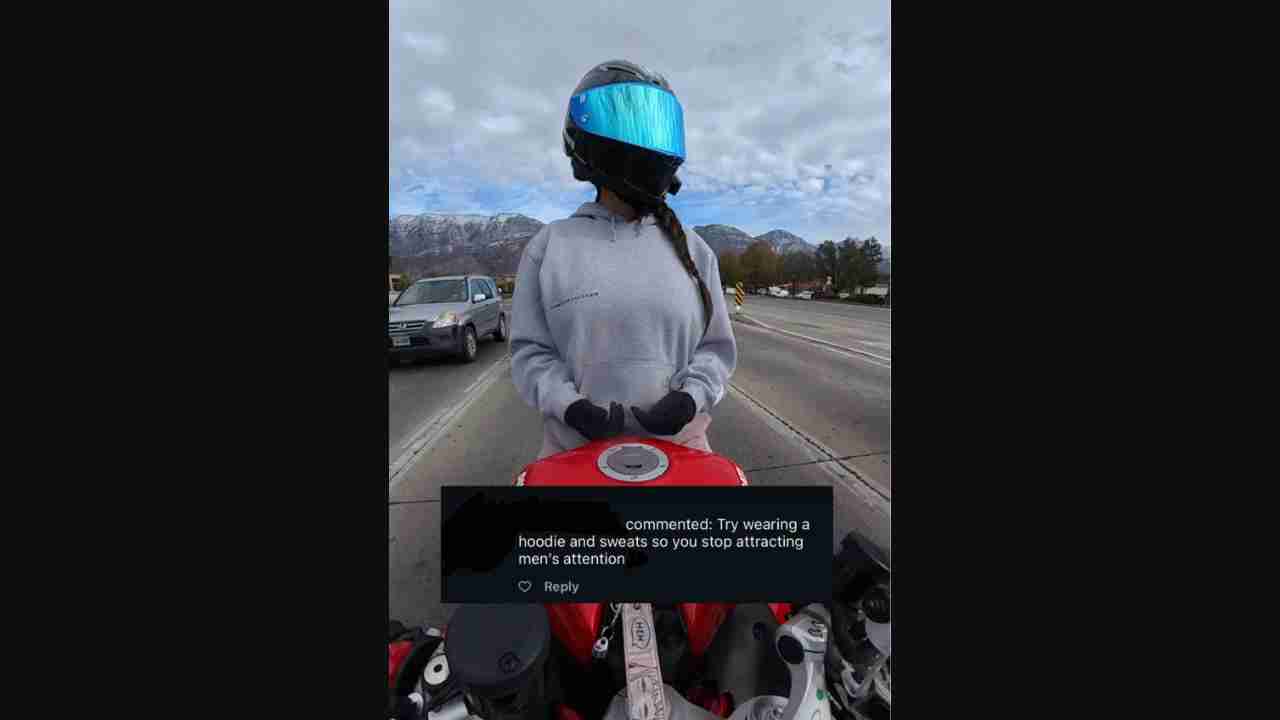 commented: Try wearing a
hoodie and sweats so you stop attracting
men's attention
Reply